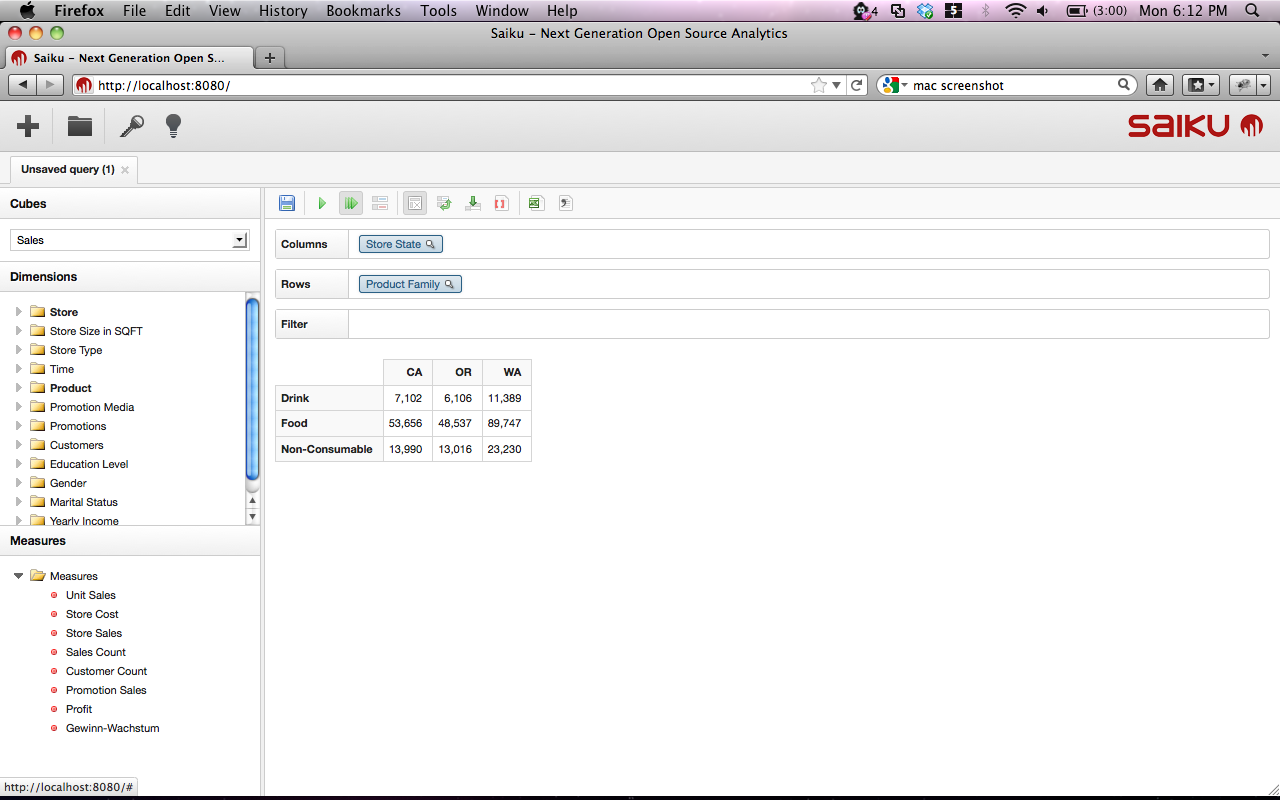 Firefox File Edit View History Bookmarks Tools Window Help 4 5 (3:00) Mon 6:12 PM
Saiku – Next Generation Open Source Analytics
Saiku – Next Generation Open S...
http://localhost:8080/ mac screenshot
saiku
Unsaved query (1)
Cubes
Sales
Dimensions
Store
Store Size in SQFT
Store Type
Time
Product
Promotion Media
Promotions
Customers
Education Level
Gender
Marital Status
Yearly Income
Measures
Measures
Unit Sales
Store Cost
Store Sales
Sales Count
Customer Count
Promotion Sales
Profit
Gewinn-Wachstum
http://localhost:8080/#
Columns Store State
Rows Product Family
Filter
CA OR WA
Drink 7,102 6,106 11,389
Food 53,656 48,537 89,747
Non-Consumable 13,990 13,016 23,230